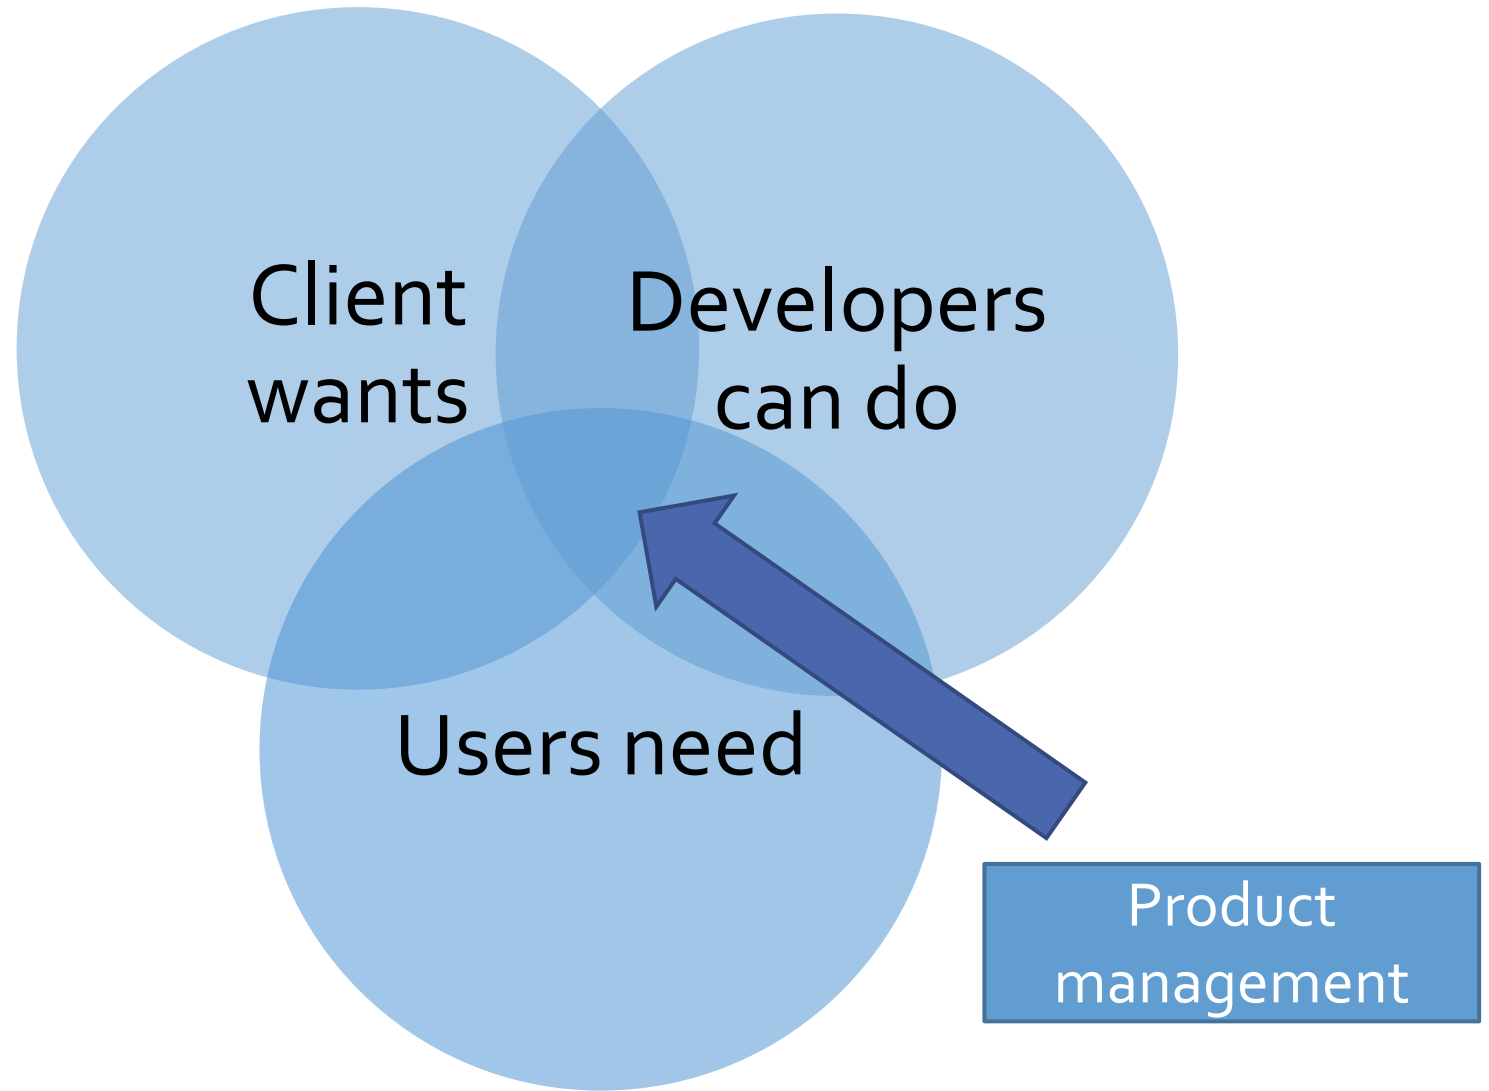 Client
wants
Developers
can do
Users need
Product
management